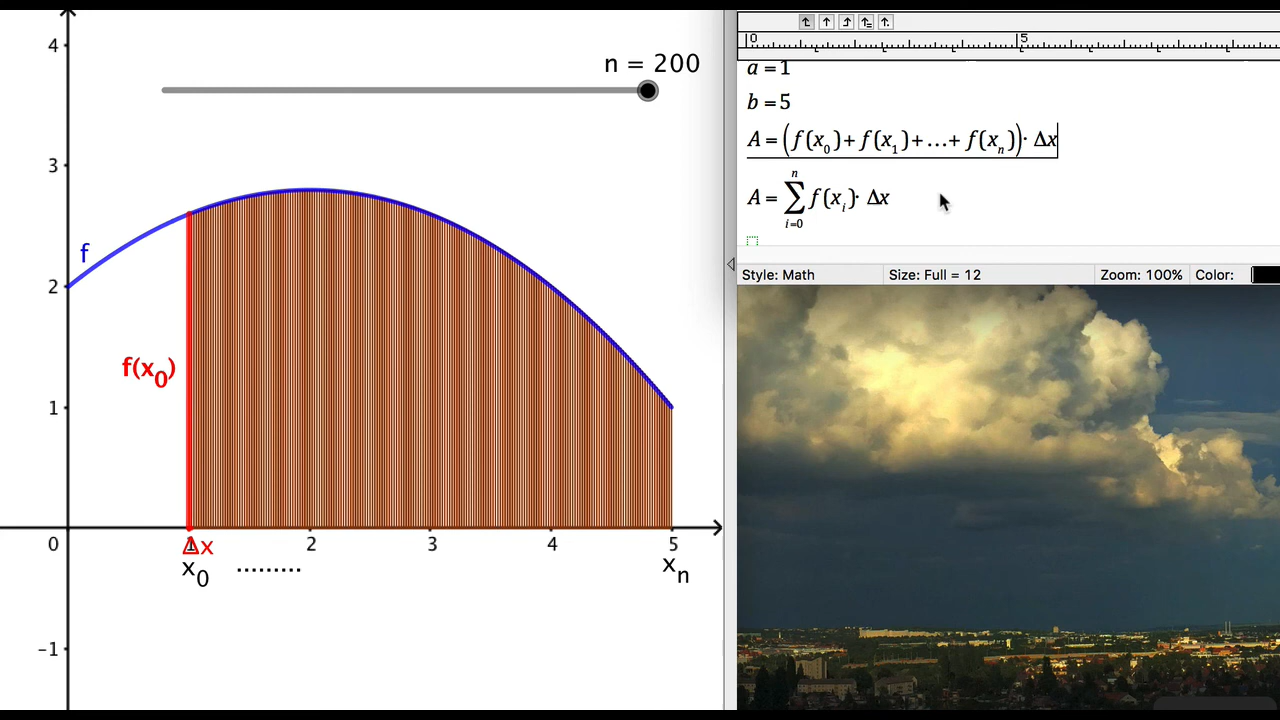 4
n = 200
3
f
2
f(x₀)
1
0
1
2
3
4
5
Δx
x₀ ......... xₙ
−1
0 5
a = 1
b = 5
A = (f(x₀)+ f(x₁)+…+ f(xₙ))· Δx
n
A = ∑ f(xᵢ)· Δx
i=0
Style: Math Size: Full = 12 Zoom: 100% Color: